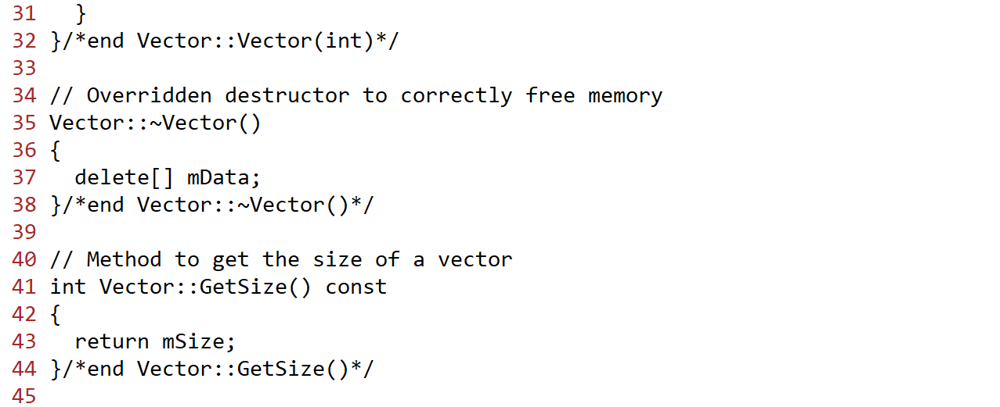 31   }
32 }/*end Vector::Vector(int)*/
33
34 // Overridden destructor to correctly free memory
35 Vector::~Vector()
36 {
37   delete[] mData;
38 }/*end Vector::~Vector()*/
39
40 // Method to get the size of a vector
41 int Vector::GetSize() const
42 {
43   return mSize;
44 }/*end Vector::GetSize()*/
45